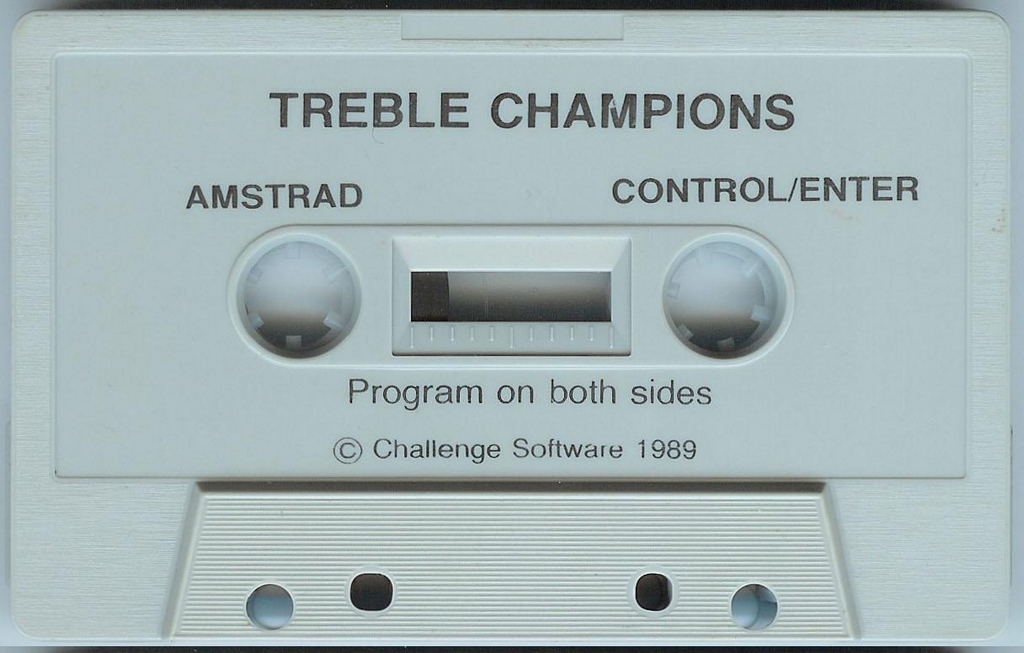 TREBLE CHAMPIONS
AMSTRAD CONTROL/ENTER
Program on both sides
© Challenge Software 1989